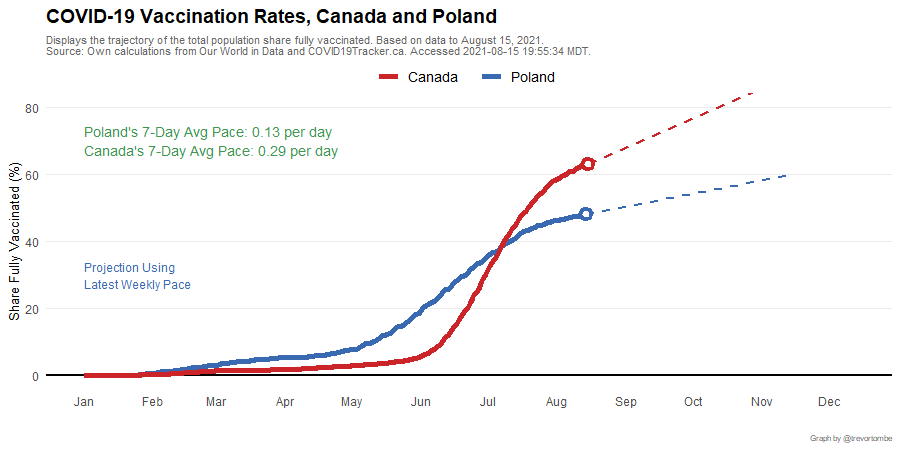 COVID-19 Vaccination Rates, Canada and Poland
Displays the trajectory of the total population share fully vaccinated. Based on data to August 15, 2021.
Source: Own calculations from Our World in Data and COVID19Tracker.ca. Accessed 2021-08-15 19:55:34 MDT.
Canada Poland
80
Poland's 7-Day Avg Pace: 0.13 per day
Canada's 7-Day Avg Pace: 0.29 per day
60
Share Fully Vaccinated (%)
40
Projection Using
Latest Weekly Pace
20
0
Jan Feb Mar Apr May Jun Jul Aug Sep Oct Nov Dec
Graph by @trevortombe